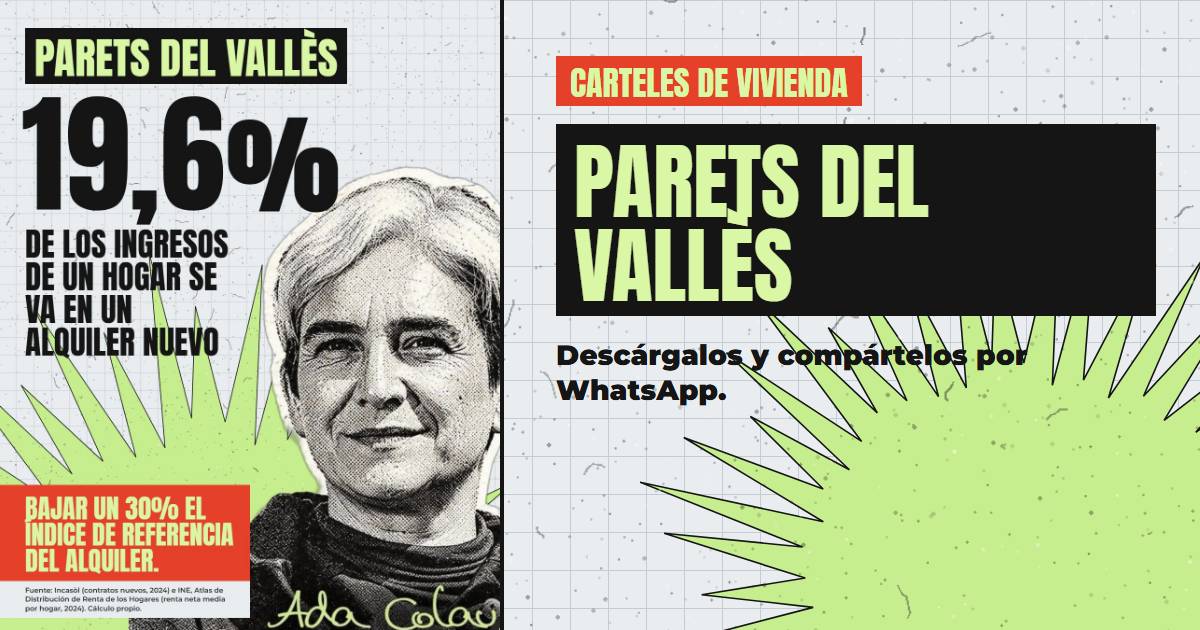 PARETS DEL VALLÈS
19,6%
DE LOS INGRESOS
DE UN HOGAR SE
VA EN UN
ALQUILER NUEVO
BAJAR UN 30% EL
ÍNDICE DE REFERENCIA
DEL ALQUILER.
Fuente: Incasòl (contratos nuevos, 2024) e INE, Atlas de
Distribución de Renta de los Hogares (renta neta media
por hogar, 2024). Cálculo propio.
Ada Colau
CARTELES DE VIVIENDA
PARETS DEL
VALLÈS
Descárgalos y compártelos por
WhatsApp.